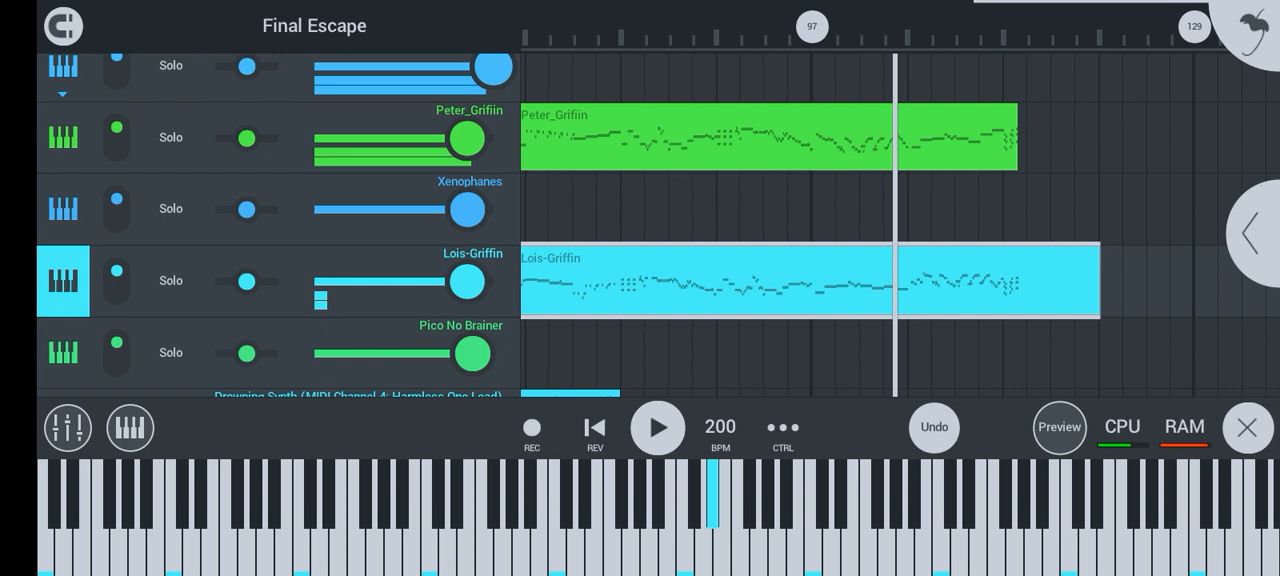 Final Escape
97
129
Solo
Peter_Grifiin
Solo
Peter_Grifiin
Xenophanes
Solo
Lois-Griffin
Solo
Lois-Griffin
Pico No Brainer
Solo
Drowning Synth (MIDI Channel 4: Harmless One Lead)
REC
REV
200
BPM
CTRL
Undo
Preview
CPU
RAM